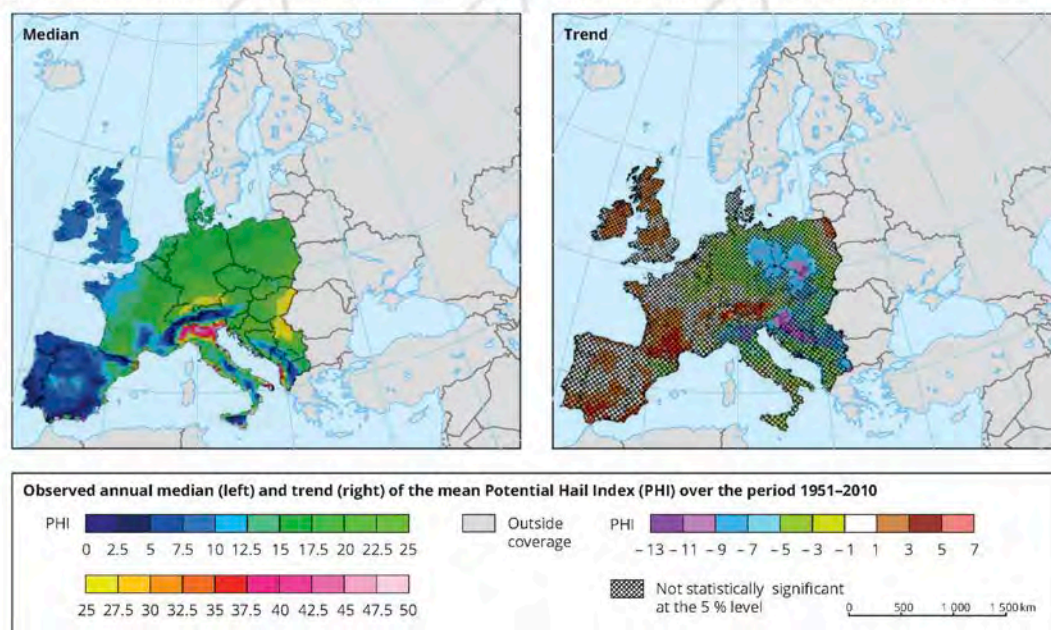 Median
Trend
Observed annual median (left) and trend (right) of the mean Potential Hail Index (PHI) over the period 1951–2010
PHI
0 2.5 5 7.5 10 12.5 15 17.5 20 22.5 25
25 27.5 30 32.5 35 37.5 40 42.5 45 47.5 50
Outside
coverage
PHI
– 13 – 11 – 9 – 7 – 5 – 3 – 1 1 3 5 7
Not statistically significant
at the 5 % level
0 500 1 000 1 500 km